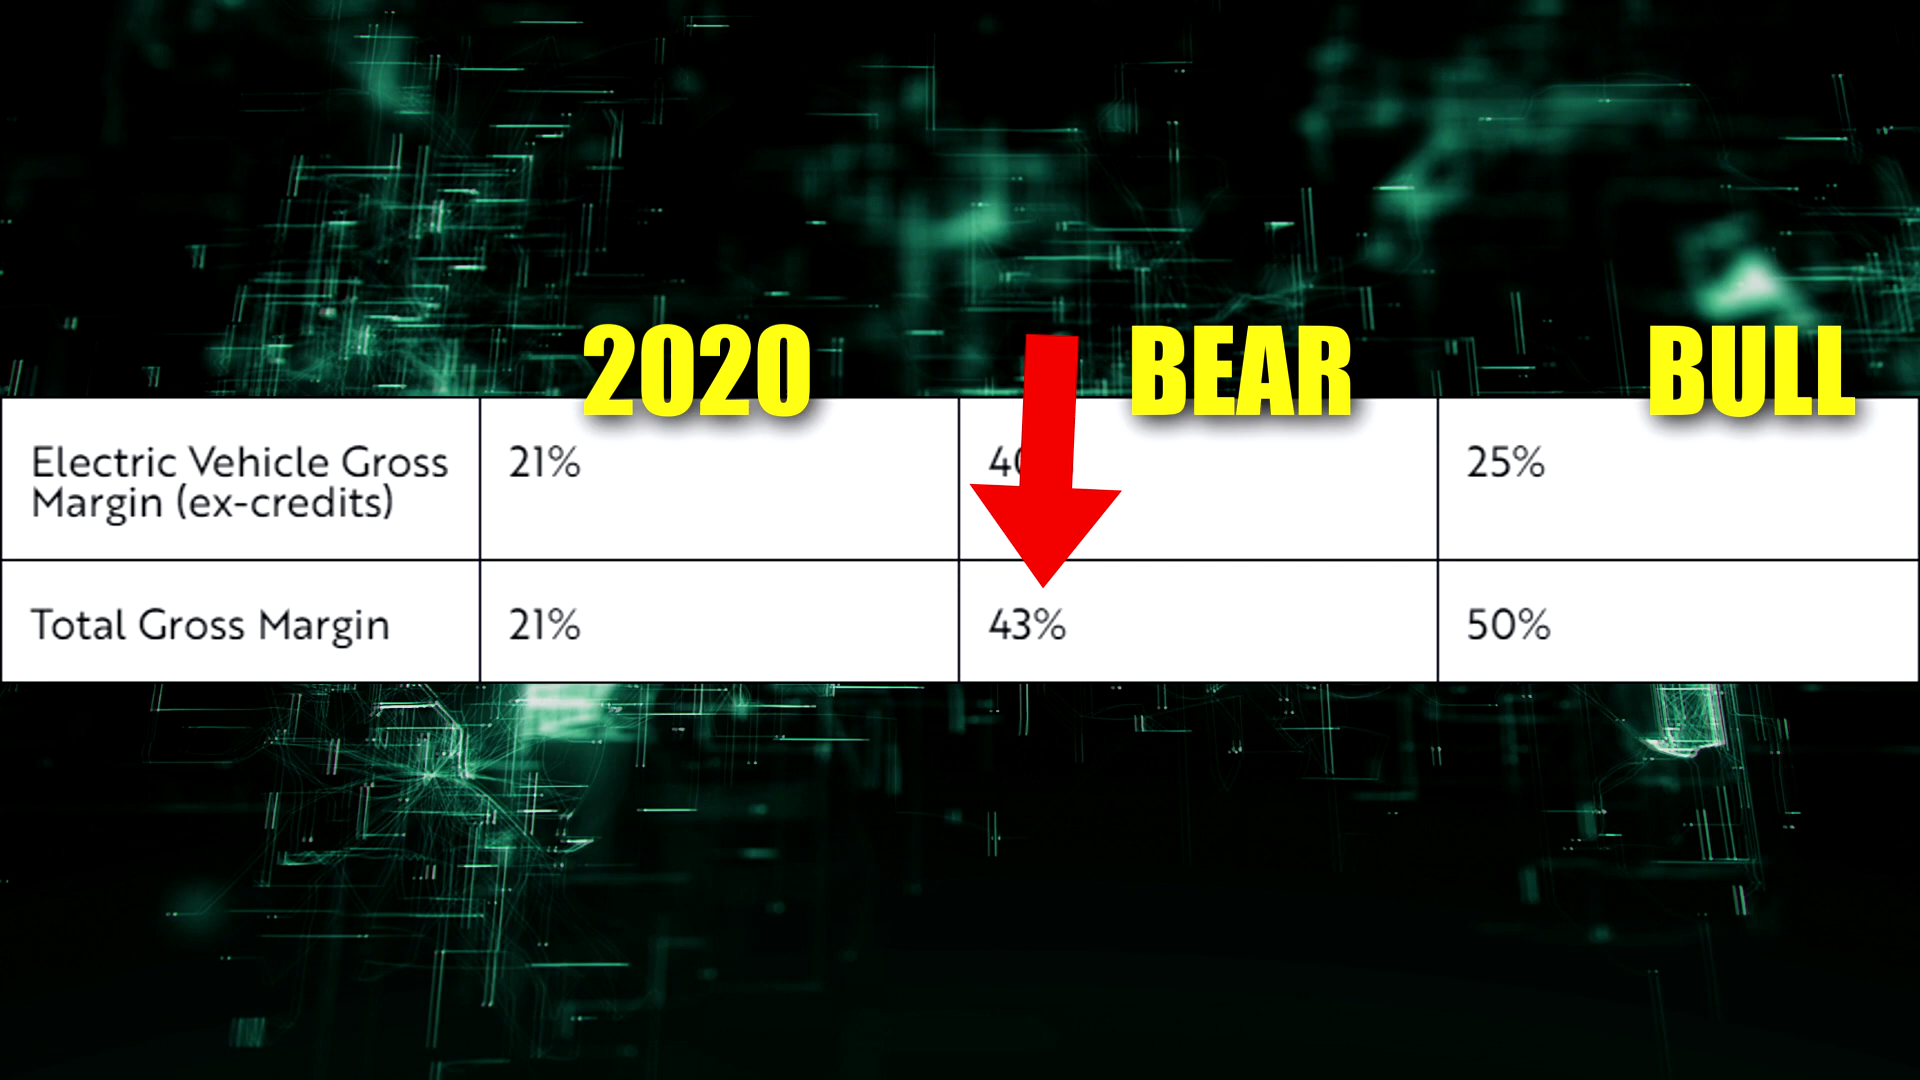 2020 BEAR BULL
Electric Vehicle Gross 21% 25%
Margin (ex-credits)
Total Gross Margin 21% 43% 50%